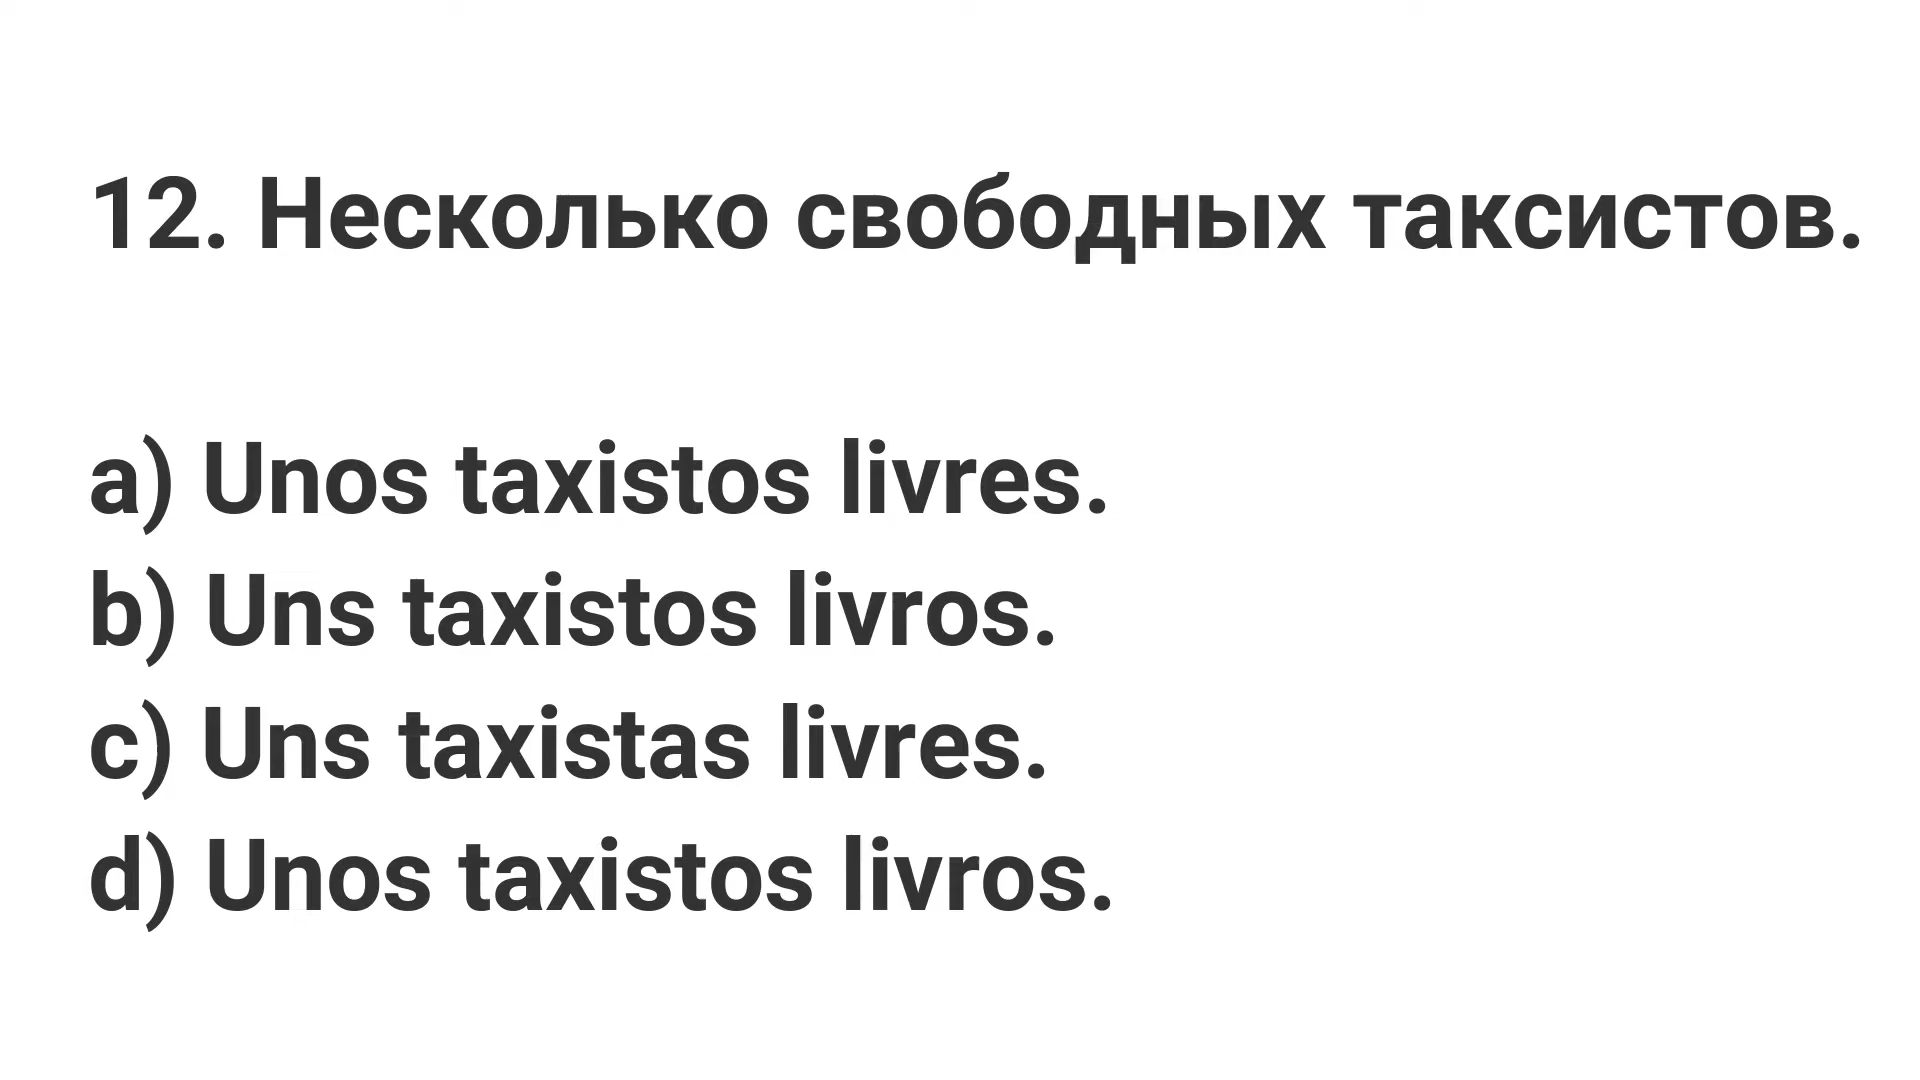 12. Несколько свободных таксистов.
a) Unos taxistos livres.
b) Uns taxistos livros.
c) Uns taxistas livres.
d) Unos taxistos livros.